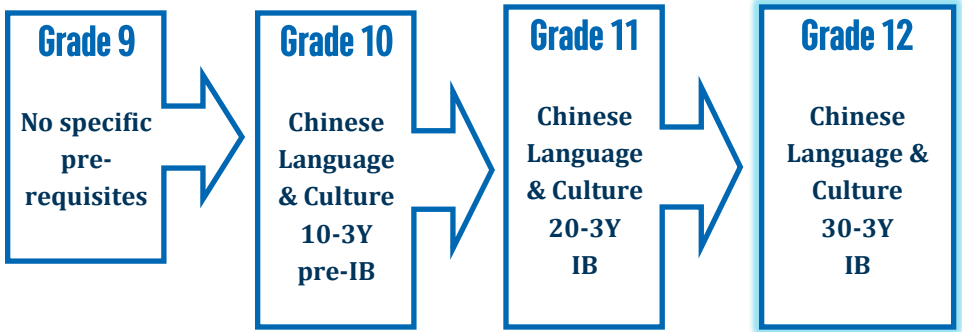 Grade 9
No specific
pre-
requisites
Grade 10
Chinese
Language
& Culture
10-3Y
pre-IB
Grade 11
Chinese
Language
& Culture
20-3Y
IB
Grade 12
Chinese
Language &
Culture
30-3Y
IB